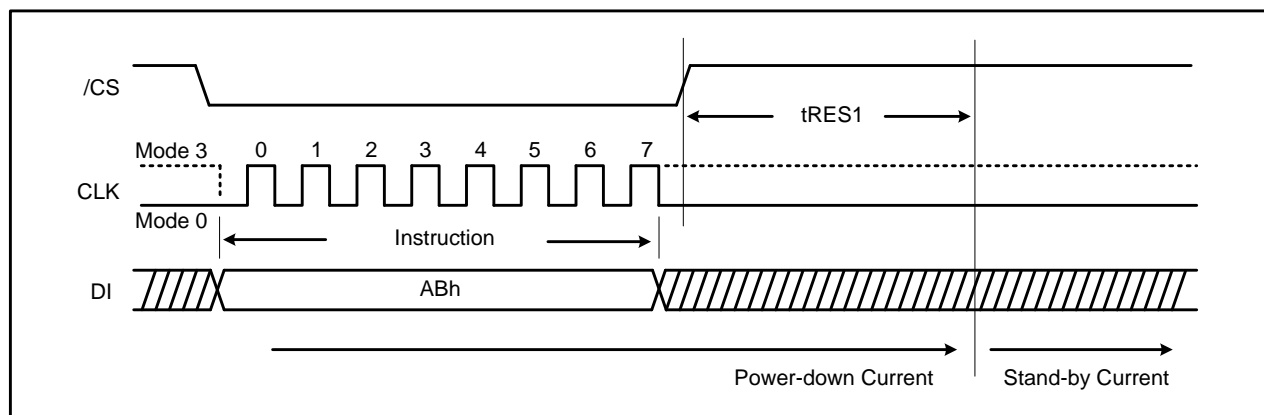 /CS
tRES1
Mode 3
0 1 2 3 4 5 6 7
CLK
Mode 0
Instruction
DI
ABh
Power-down Current
Stand-by Current